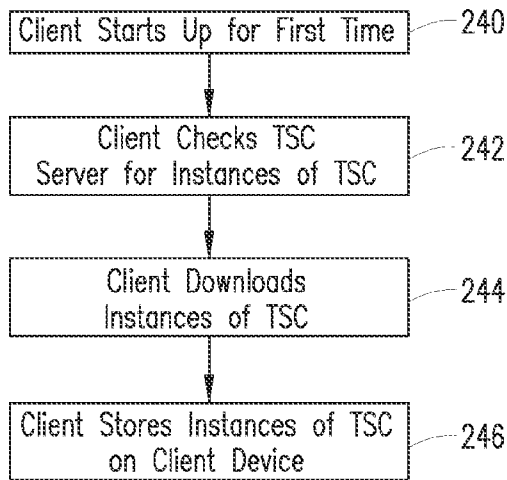 Client Starts Up for First Time
240
Client Checks TSC
Server for Instances of TSC
242
Client Downloads
Instances of TSC
244
Client Stores Instances of TSC
on Client Device
246